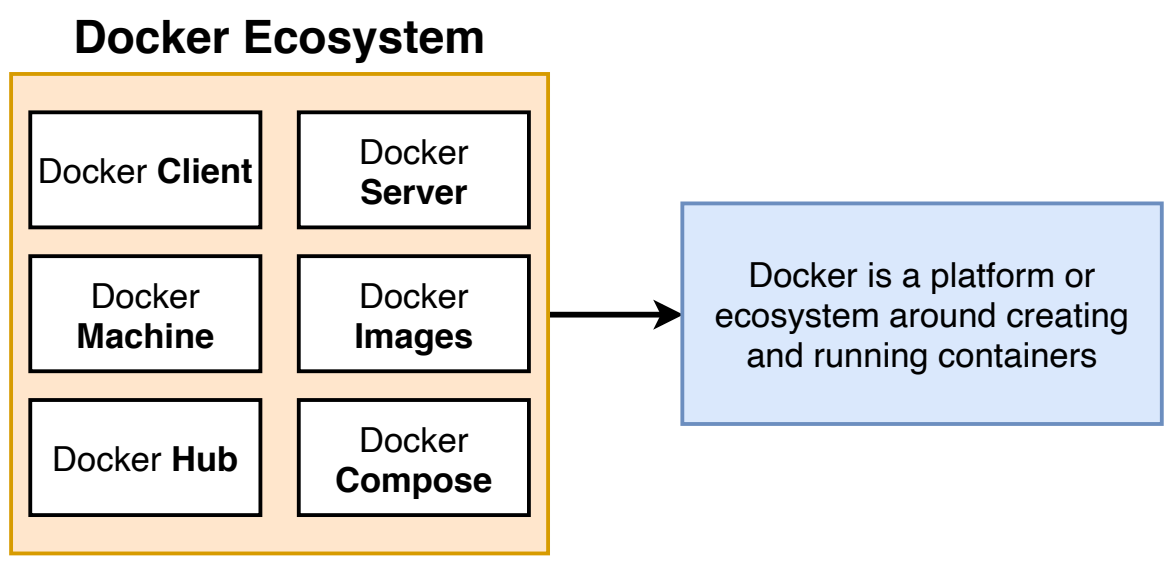 Docker Ecosystem
Docker Client
Docker
Server
Docker
Machine
Docker
Images
Docker Hub
Docker
Compose
Docker is a platform or
ecosystem around creating
and running containers